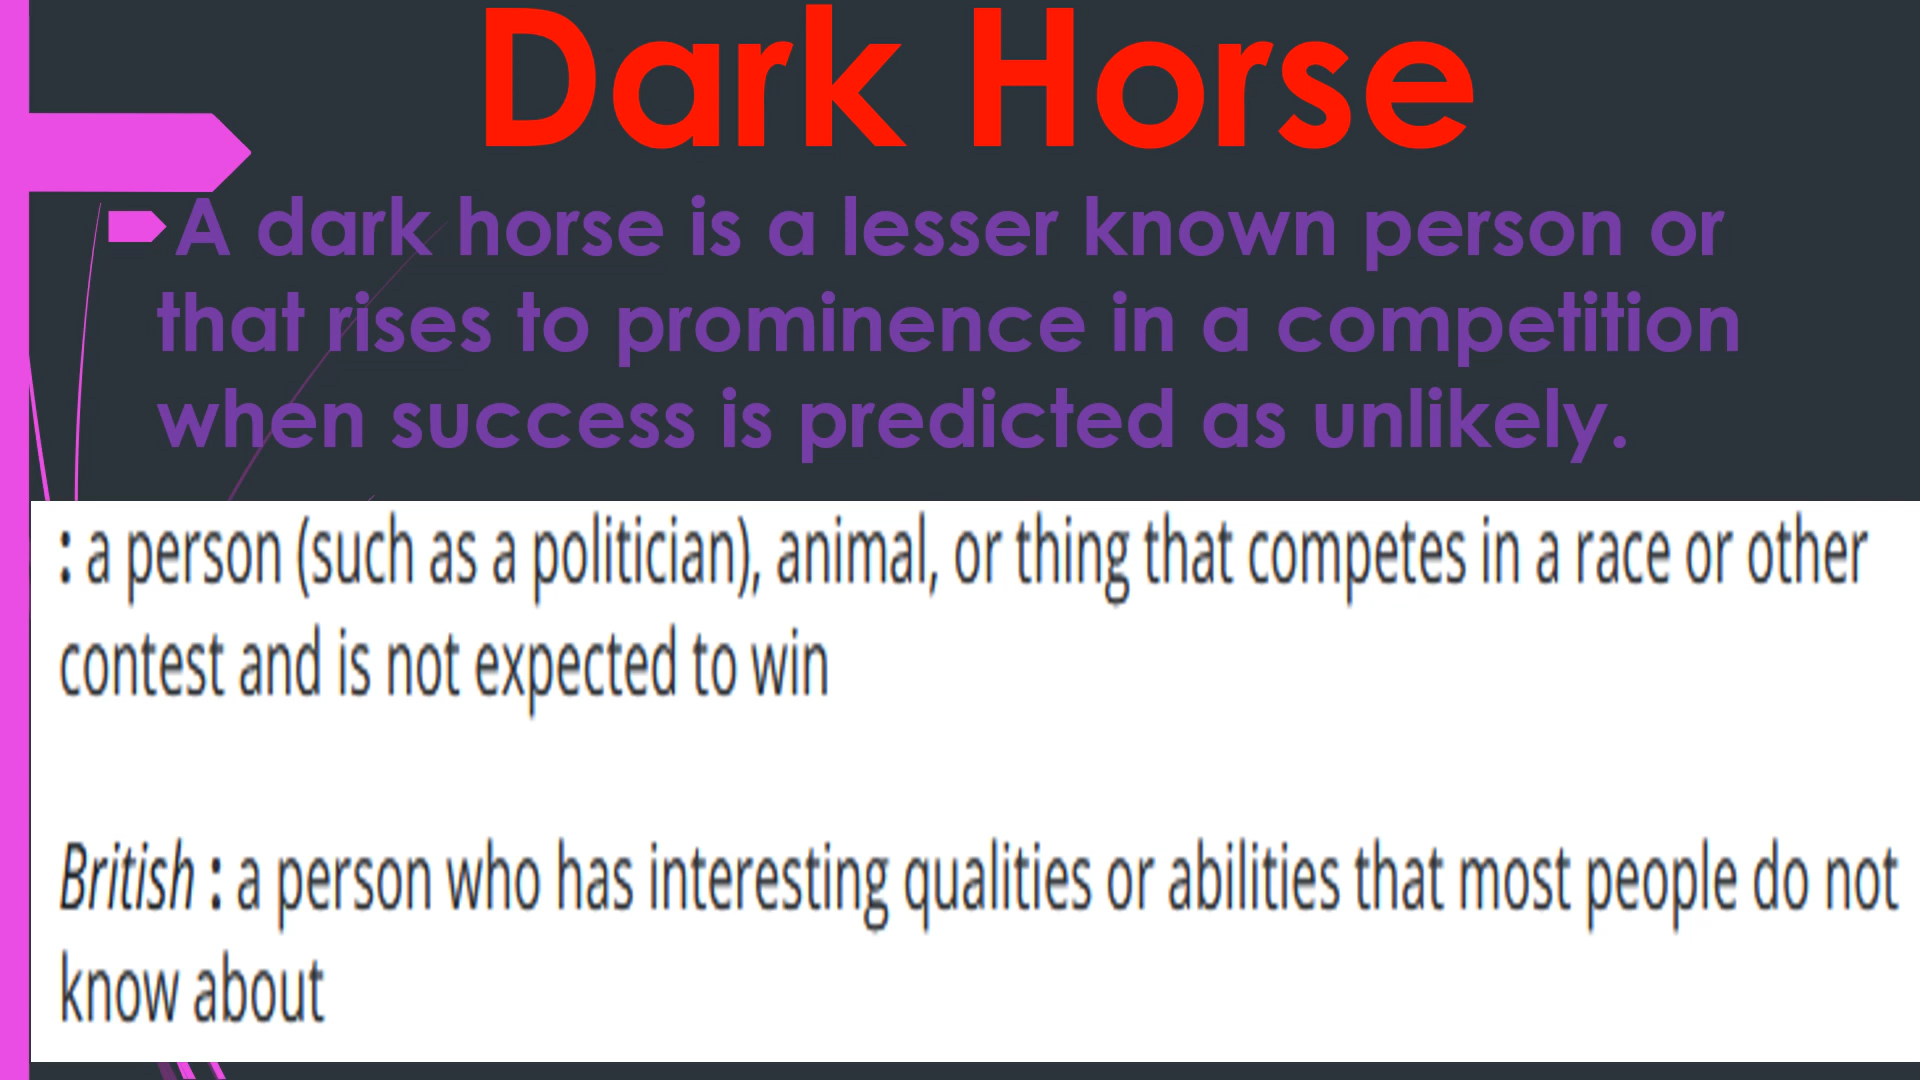 Dark Horse
A dark horse is a lesser known person or
that rises to prominence in a competition
when success is predicted as unlikely.
: a person (such as a politician), animal, or thing that competes in a race or other
contest and is not expected to win
British : a person who has interesting qualities or abilities that most people do not
know about